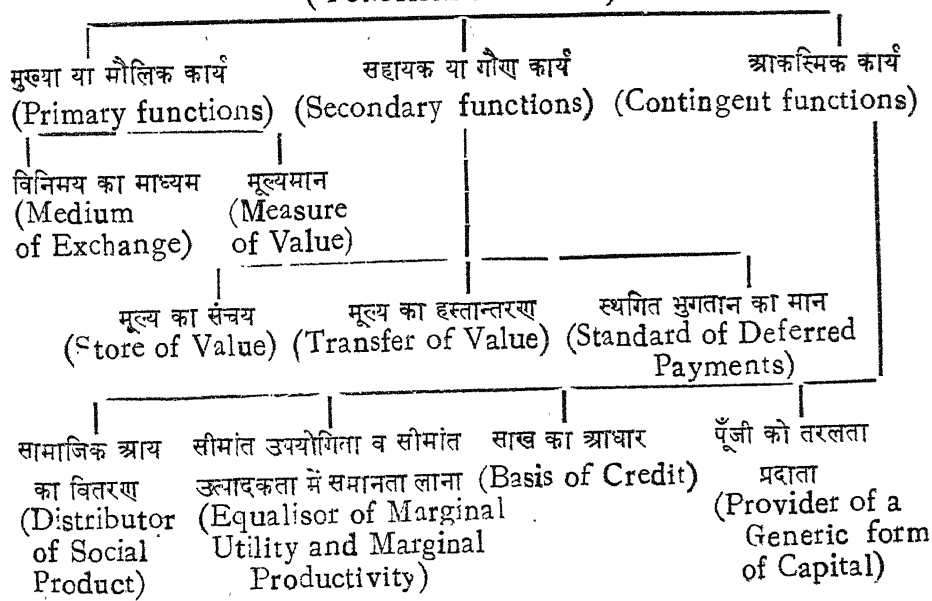 मुख्या या मौलिक कार्य सहायक या गौण कार्य आकस्मिक कार्य
(Primary functions) (Secondary functions) (Contingent functions)
विनिमय का माध्यम मूल्यमान
(Medium (Measure
of Exchange) of Value)
मूल्य का संचय मूल्य का हस्तान्तरण स्थगित भुगतान का मान
(Store of Value) (Transfer of Value) (Standard of Deferred
Payments)
सामाजिक आय सीमांत उपयोगिता व सीमांत साख का आधार पूँजी को तरलता
का वितरण उत्पादकता में समानता लाना (Basis of Credit) प्रदाता
(Distributor (Equalisor of Marginal (Provider of a
of Social Utility and Marginal Generic form
Product) Productivity) of Capital)